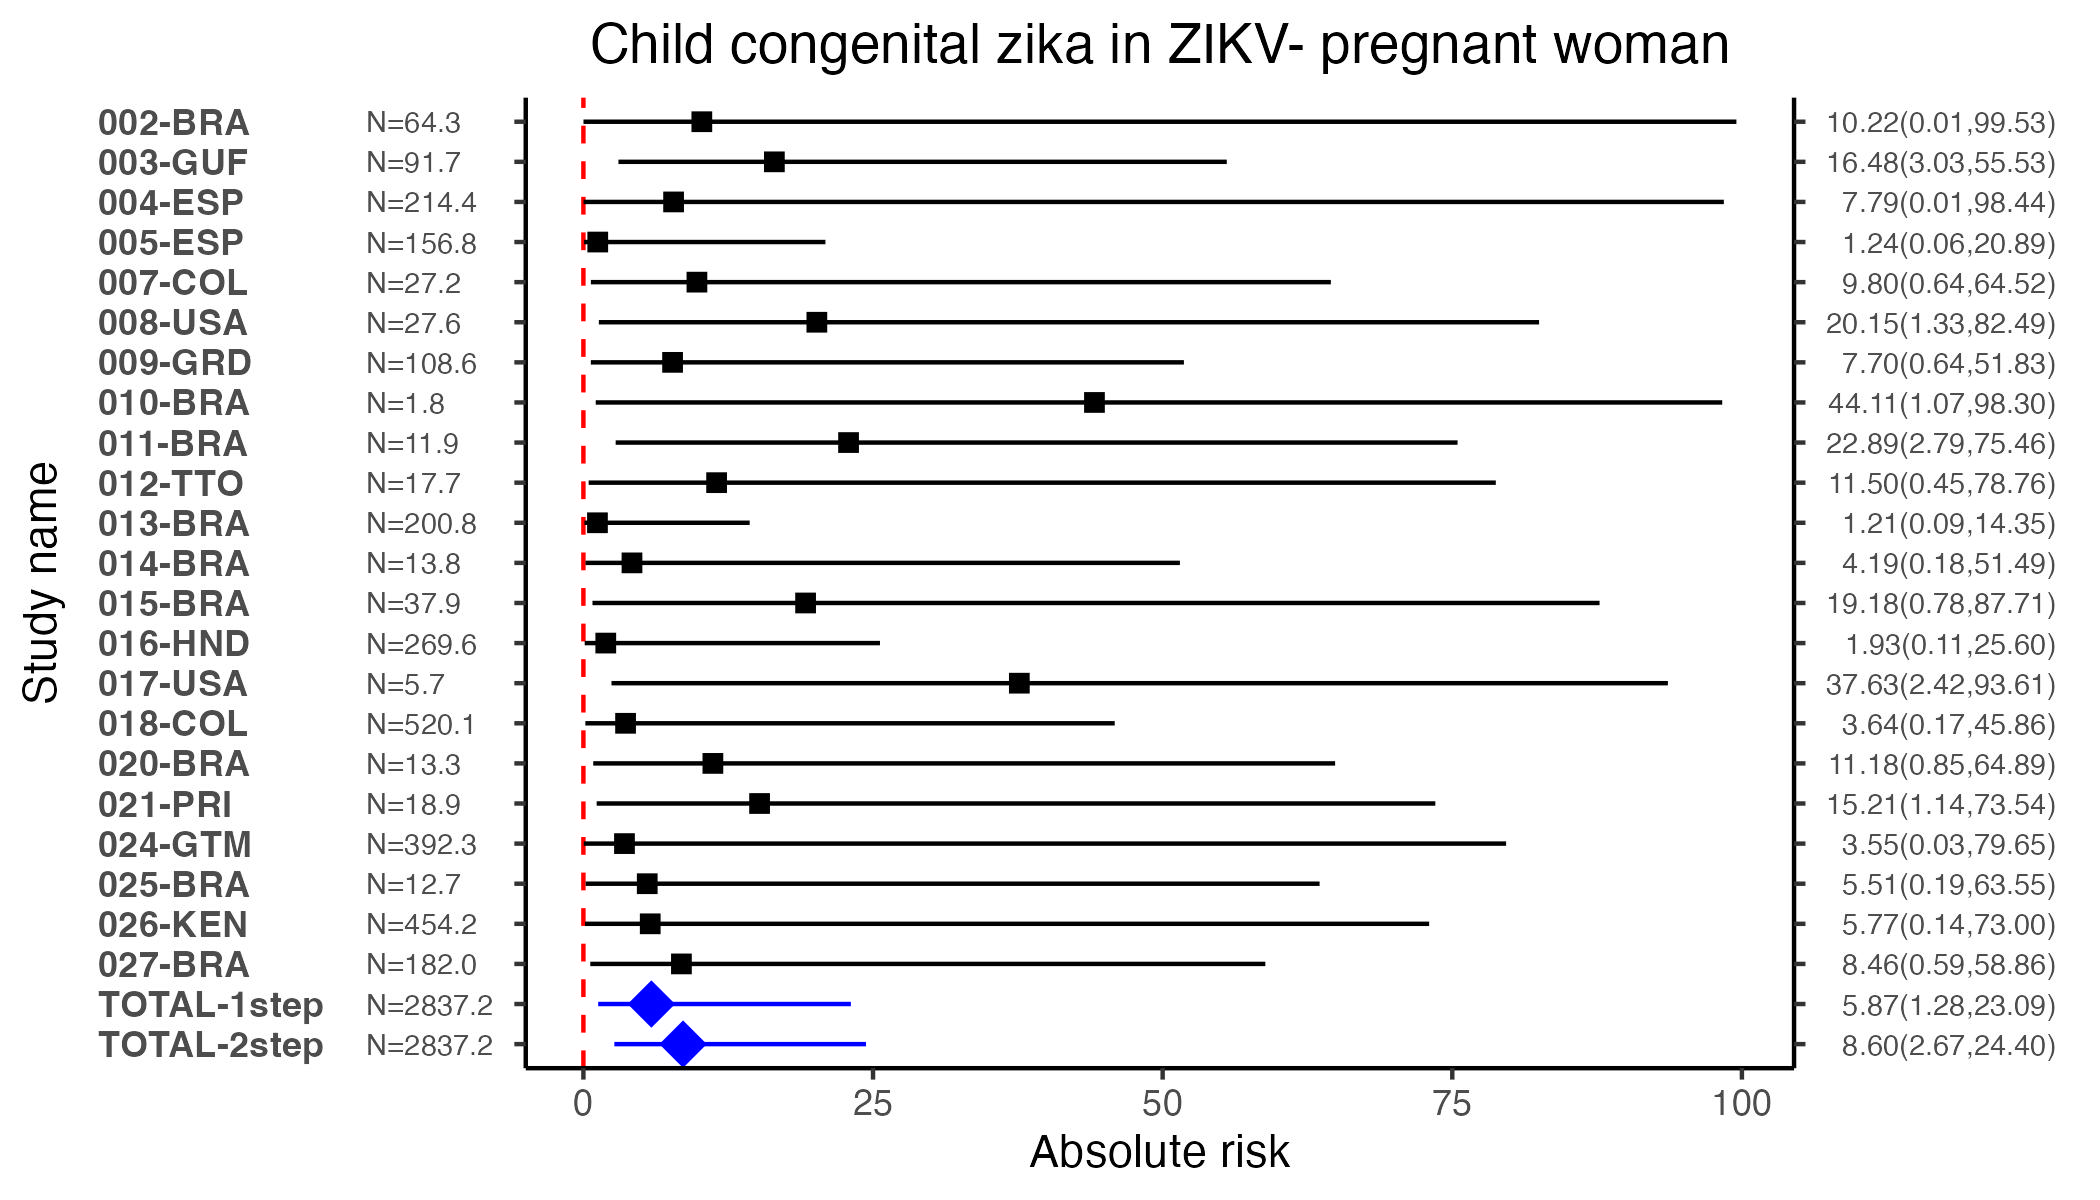 Child congenital zika in ZIKV- pregnant woman
Study name
002-BRA N=64.3 10.22(0.01,99.53)
003-GUF N=91.7 16.48(3.03,55.53)
004-ESP N=214.4 7.79(0.01,98.44)
005-ESP N=156.8 1.24(0.06,20.89)
007-COL N=27.2 9.80(0.64,64.52)
008-USA N=27.6 20.15(1.33,82.49)
009-GRD N=108.6 7.70(0.64,51.83)
010-BRA N=1.8 44.11(1.07,98.30)
011-BRA N=11.9 22.89(2.79,75.46)
012-TTO N=17.7 11.50(0.45,78.76)
013-BRA N=200.8 1.21(0.09,14.35)
014-BRA N=13.8 4.19(0.18,51.49)
015-BRA N=37.9 19.18(0.78,87.71)
016-HND N=269.6 1.93(0.11,25.60)
017-USA N=5.7 37.63(2.42,93.61)
018-COL N=520.1 3.64(0.17,45.86)
020-BRA N=13.3 11.18(0.85,64.89)
021-PRI N=18.9 15.21(1.14,73.54)
024-GTM N=392.3 3.55(0.03,79.65)
025-BRA N=12.7 5.51(0.19,63.55)
026-KEN N=454.2 5.77(0.14,73.00)
027-BRA N=182.0 8.46(0.59,58.86)
TOTAL-1step N=2837.2 5.87(1.28,23.09)
TOTAL-2step N=2837.2 8.60(2.67,24.40)
0 25 50 75 100
Absolute risk